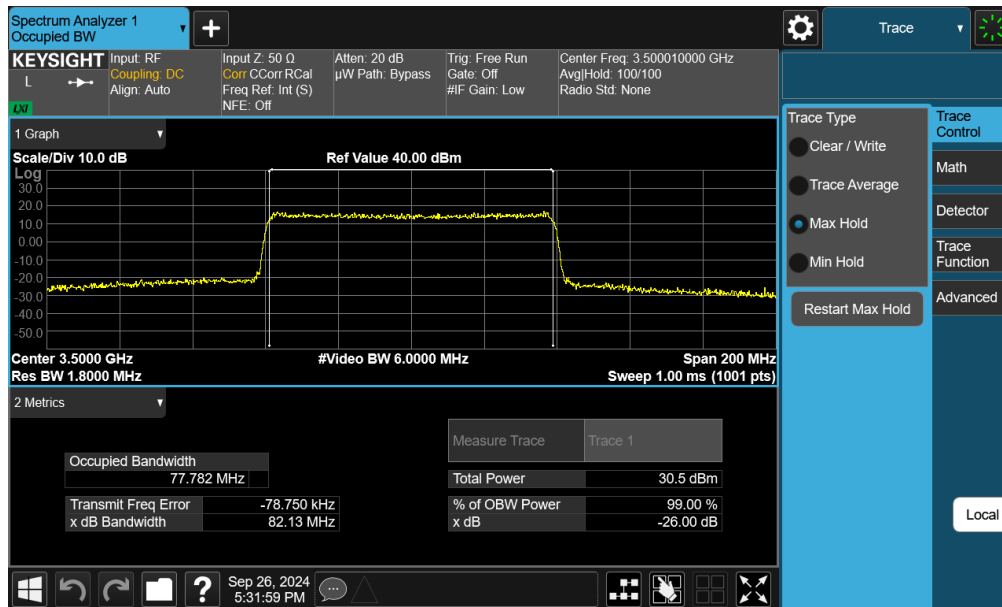 Spectrum Analyzer 1
Occupied BW
+
Trace
KEYSIGHT
L
LXI
Input: RF
Coupling: DC
Align: Auto
Input Z: 50 Ω
Corr CCorr RCal
Freq Ref: Int (S)
NFE: Off
Atten: 20 dB
µW Path: Bypass
Trig: Free Run
Gate: Off
#IF Gain: Low
Center Freq: 3.500010000 GHz
Avg|Hold: 100/100
Radio Std: None
1 Graph
Scale/Div 10.0 dB
Ref Value 40.00 dBm
Log
30.0
20.0
10.0
0.00
-10.0
-20.0
-30.0
-40.0
-50.0
Center 3.5000 GHz
#Video BW 6.0000 MHz
Span 200 MHz
Res BW 1.8000 MHz
Sweep 1.00 ms (1001 pts)
2 Metrics
Measure Trace
Trace 1
Occupied Bandwidth
77.782 MHz
Total Power
30.5 dBm
Transmit Freq Error
-78.750 kHz
% of OBW Power
99.00 %
x dB Bandwidth
82.13 MHz
x dB
-26.00 dB
Trace Type
Clear / Write
Trace Average
Max Hold
Min Hold
Restart Max Hold
Trace
Control
Math
Detector
Trace
Function
Advanced
Local
?
Sep 26, 2024
5:31:59 PM